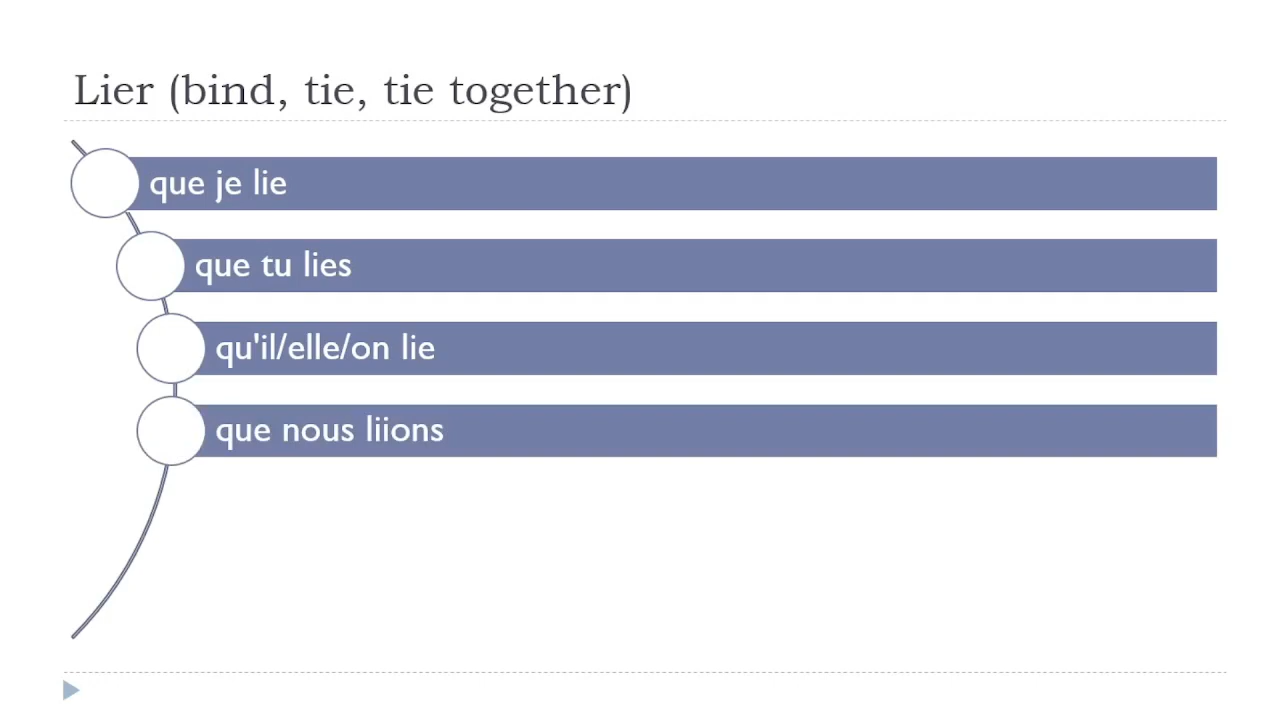 Lier (bind, tie, tie together)
que je lie
que tu lies
qu'il/elle/on lie
que nous liions